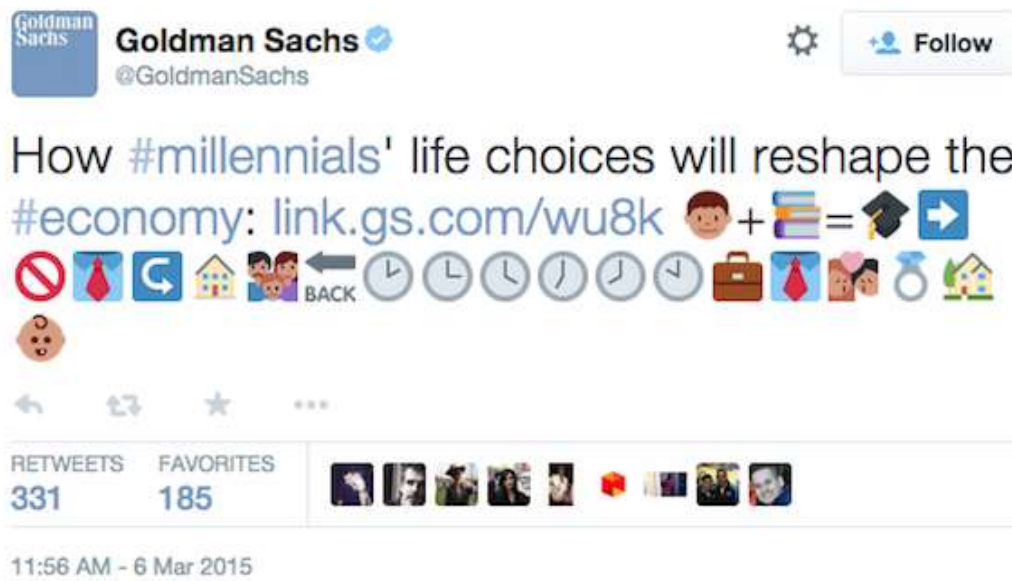 Goldman
Sachs
Goldman Sachs
@GoldmanSachs
Follow
How #millennials' life choices will reshape the
#economy: link.gs.com/wu8k 👦🏽+📚=🎓➡️
🚫👔↪️🏠👪🔙🕑🕒🕓🕖🕗🕘💼👔💏💍🏡
👶🏽
RETWEETS FAVORITES
331 185
11:56 AM - 6 Mar 2015